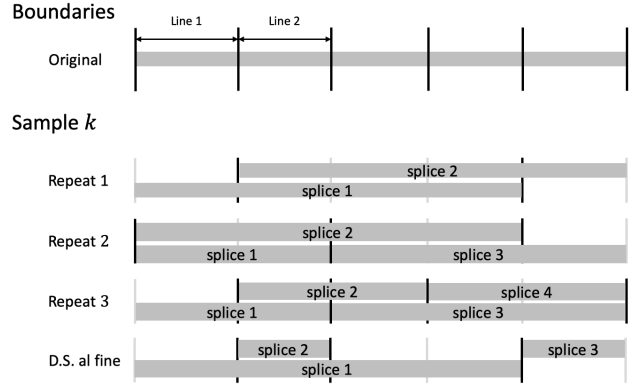 Boundaries
Line 1 Line 2
Original
Sample k
Repeat 1
splice 2
splice 1
Repeat 2
splice 2
splice 1 splice 3
Repeat 3
splice 2 splice 4
splice 1 splice 3
D.S. al fine
splice 2 splice 3
splice 1